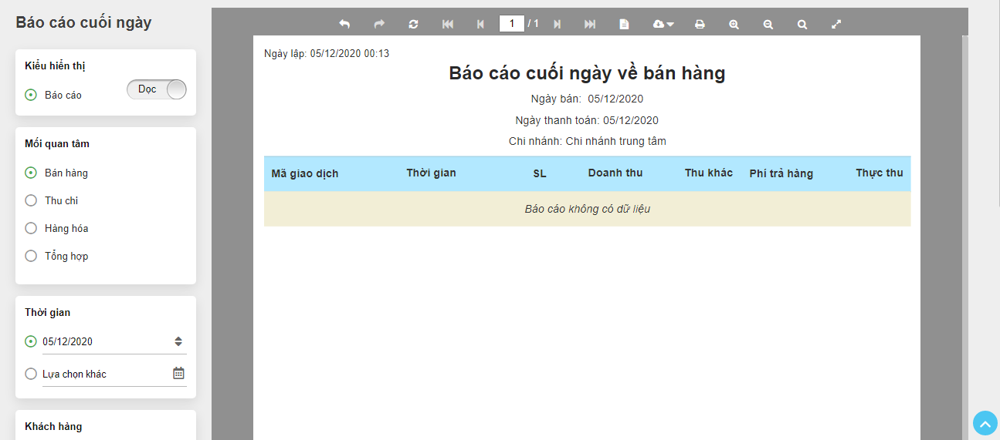 Báo cáo cuối ngày
Kiểu hiển thị
Báo cáo
Dọc
Mối quan tâm
Bán hàng
Thu chi
Hàng hóa
Tổng hợp
Thời gian
05/12/2020
Lựa chọn khác
Khách hàng
1 / 1
Ngày lập: 05/12/2020 00:13
Báo cáo cuối ngày về bán hàng
Ngày bán: 05/12/2020
Ngày thanh toán: 05/12/2020
Chi nhánh: Chi nhánh trung tâm
Mã giao dịch Thời gian SL Doanh thu Thu khác Phí trả hàng Thực thu
Báo cáo không có dữ liệu